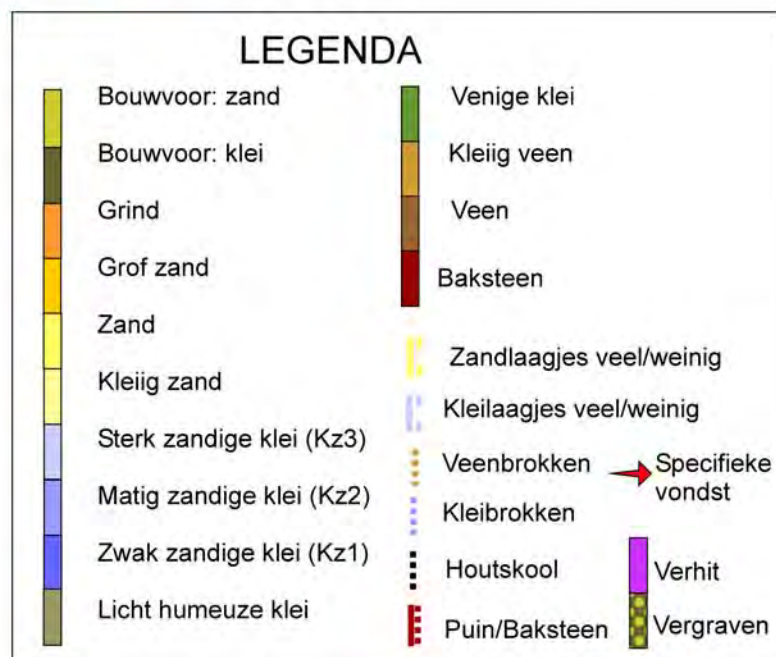 LEGENDA
Bouwvoor: zand
Bouwvoor: klei
Grind
Grof zand
Zand
Kleiig zand
Sterk zandige klei (Kz3)
Matig zandige klei (Kz2)
Zwak zandige klei (Kz1)
Licht humeuze klei
Venige klei
Kleiig veen
Veen
Baksteen
Zandlaagjes veel/weinig
Kleilaagjes veel/weinig
Veenbrokken
Kleibrokken
Houtskool
Puin/Baksteen
Specifieke
vondst
Verhit
Vergraven